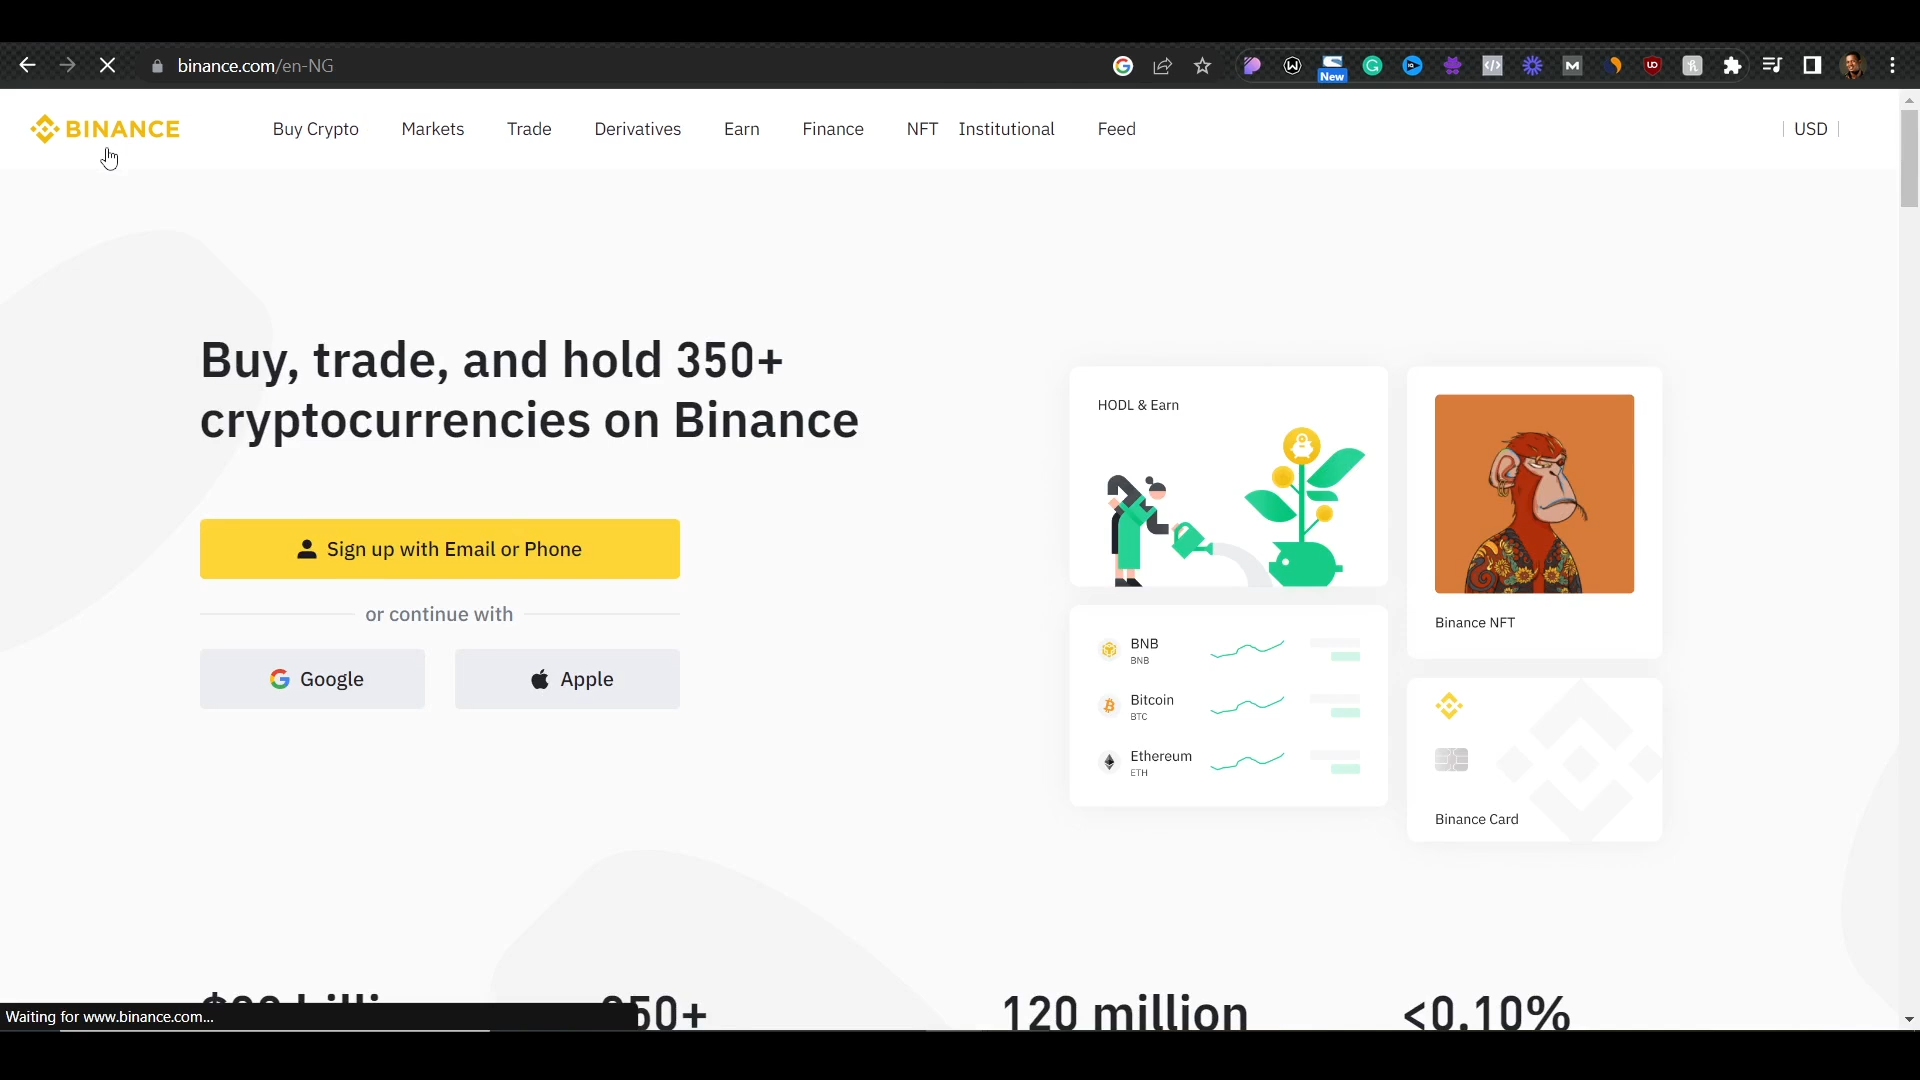 binance.com/en-NG
New
BINANCE
Buy Crypto
Markets
Trade
Derivatives
Earn
Finance
NFT
Institutional
Feed
USD
Buy, trade, and hold 350+
cryptocurrencies on Binance
Sign up with Email or Phone
or continue with
Google
Apple
HODL & Earn
BNB
BNB
Bitcoin
BTC
Ethereum
ETH
Binance NFT
Binance Card
120 million
<0.10%
Waiting for www.binance.com...